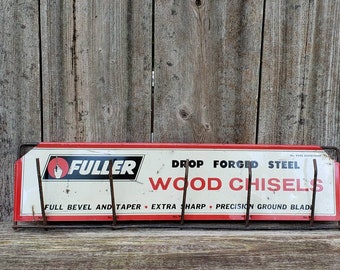 FULLER
DROP FORGED STEEL
WOOD CHISELS
FULL BEVEL AND TAPER • EXTRA SHARP • PRECISION GROUND BLADE